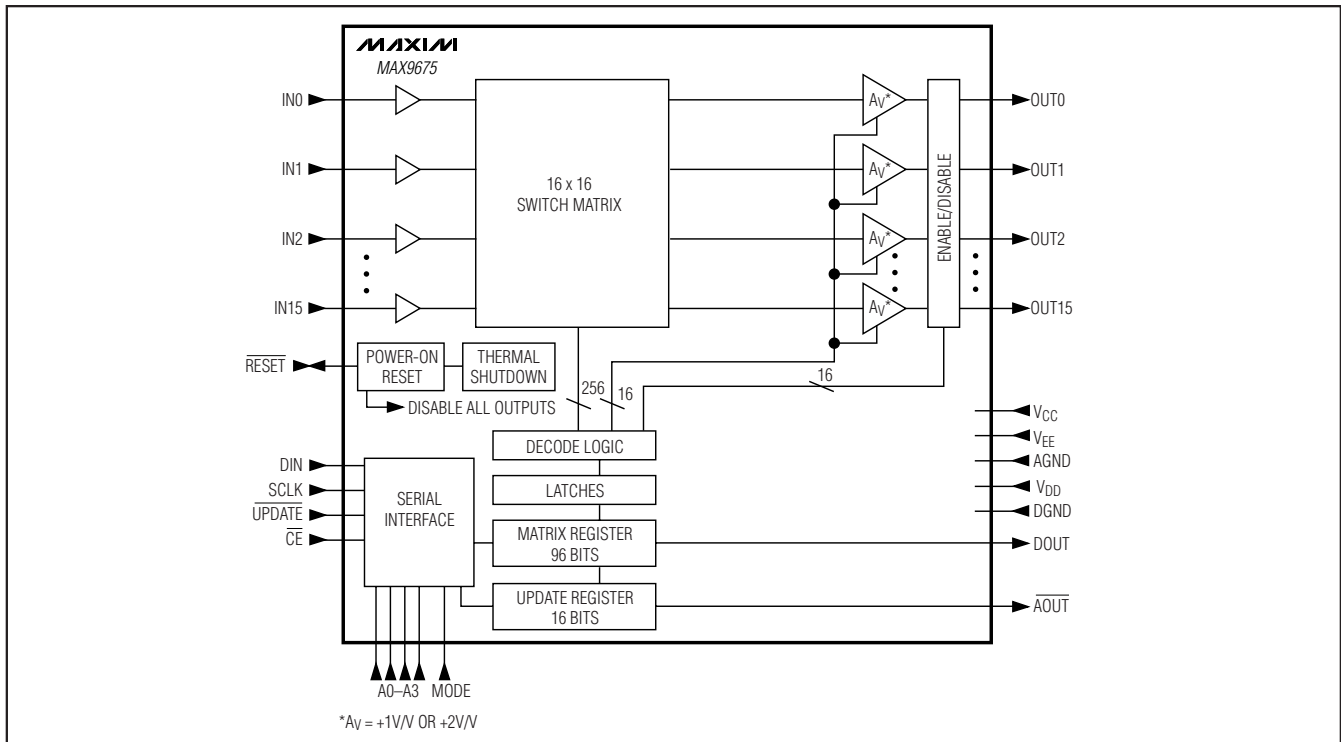 MAXIM
MAX9675
IN0
IN1
IN2
IN15
16 x 16
SWITCH MATRIX
AV*
AV*
AV*
AV*
ENABLE/DISABLE
OUT0
OUT1
OUT2
OUT15
RESET
POWER-ON
RESET
THERMAL
SHUTDOWN
DISABLE ALL OUTPUTS
256
16
16
DECODE LOGIC
LATCHES
MATRIX REGISTER
96 BITS
UPDATE REGISTER
16 BITS
DIN
SCLK
UPDATE
CE
SERIAL
INTERFACE
VCC
VEE
AGND
VDD
DGND
DOUT
AOUT
A0–A3
MODE
*AV = +1V/V OR +2V/V